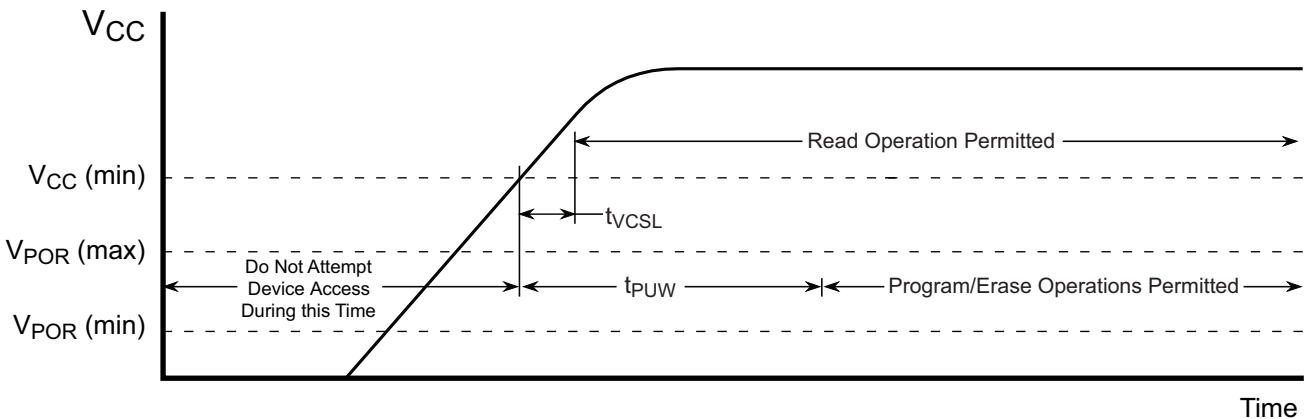 VCC
Read Operation Permitted
VCC (min)
tVCSL
VPOR (max)
Do Not Attempt
Device Access
During this Time
tPUW
Program/Erase Operations Permitted
VPOR (min)
Time